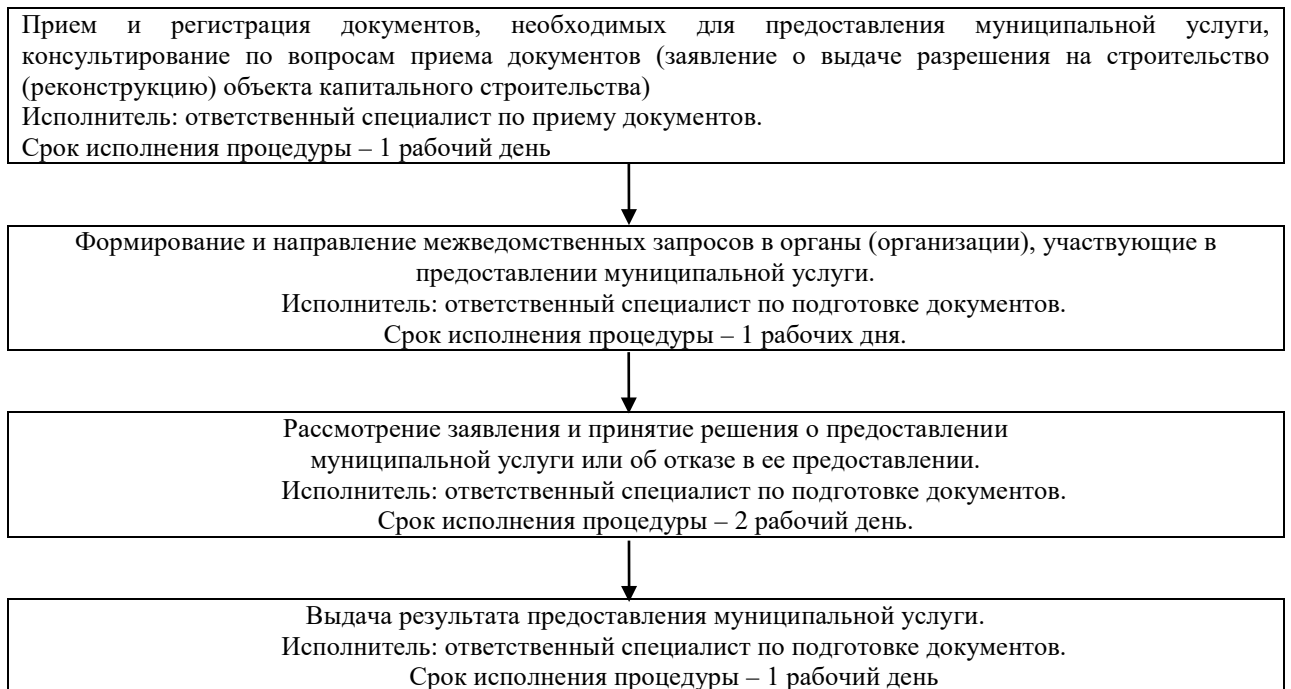 Прием и регистрация документов, необходимых для предоставления муниципальной услуги,
консультирование по вопросам приема документов (заявление о выдаче разрешения на строительство
(реконструкцию) объекта капитального строительства)
Исполнитель: ответственный специалист по приему документов.
Срок исполнения процедуры – 1 рабочий день
Формирование и направление межведомственных запросов в органы (организации), участвующие в
предоставлении муниципальной услуги.
Исполнитель: ответственный специалист по подготовке документов.
Срок исполнения процедуры – 1 рабочих дня.
Рассмотрение заявления и принятие решения о предоставлении
муниципальной услуги или об отказе в ее предоставлении.
Исполнитель: ответственный специалист по подготовке документов.
Срок исполнения процедуры – 2 рабочий день.
Выдача результата предоставления муниципальной услуги.
Исполнитель: ответственный специалист по подготовке документов.
Срок исполнения процедуры – 1 рабочий день